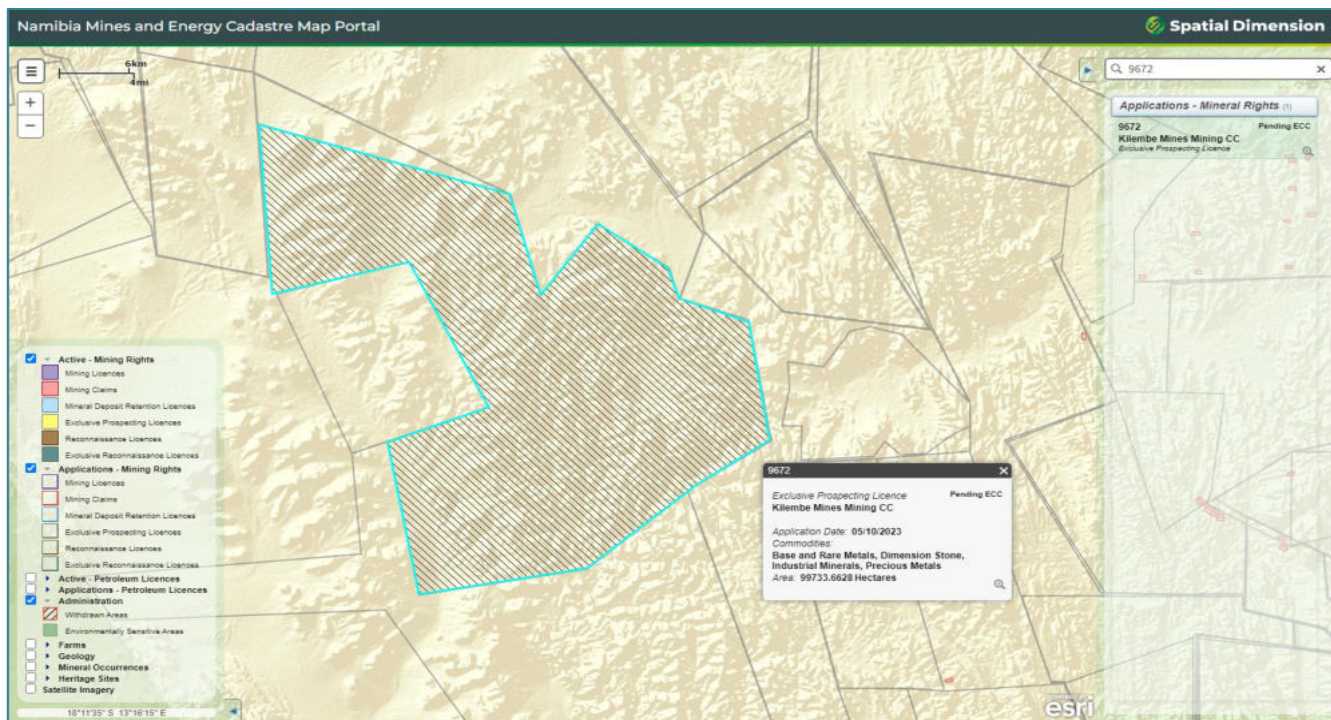 Namibia Mines and Energy Cadastre Map Portal
Spatial Dimension
6km
4mi
+
−
9672
Applications - Mineral Rights (1)
9672 Pending ECC
Kilembe Mines Mining CC
Exclusive Prospecting Licence
Active - Mining Rights
Mining Licences
Mining Claims
Mineral Deposit Retention Licences
Exclusive Prospecting Licences
Reconnaissance Licences
Exclusive Reconnaissance Licences
Applications - Mining Rights
Mining Licences
Mining Claims
Mineral Deposit Retention Licences
Exclusive Prospecting Licences
Reconnaissance Licences
Exclusive Reconnaissance Licences
Active - Petroleum Licences
Applications - Petroleum Licences
Administration
Withdrawn Areas
Environmentally Sensitive Areas
Farms
Geology
Mineral Occurrences
Heritage Sites
Satellite Imagery
18°11'35" S 13°16'15" E
9672
Exclusive Prospecting Licence Pending ECC
Kilembe Mines Mining CC
Application Date: 05/10/2023
Commodities:
Base and Rare Metals, Dimension Stone,
Industrial Minerals, Precious Metals
Area: 99733.6628 Hectares
esri